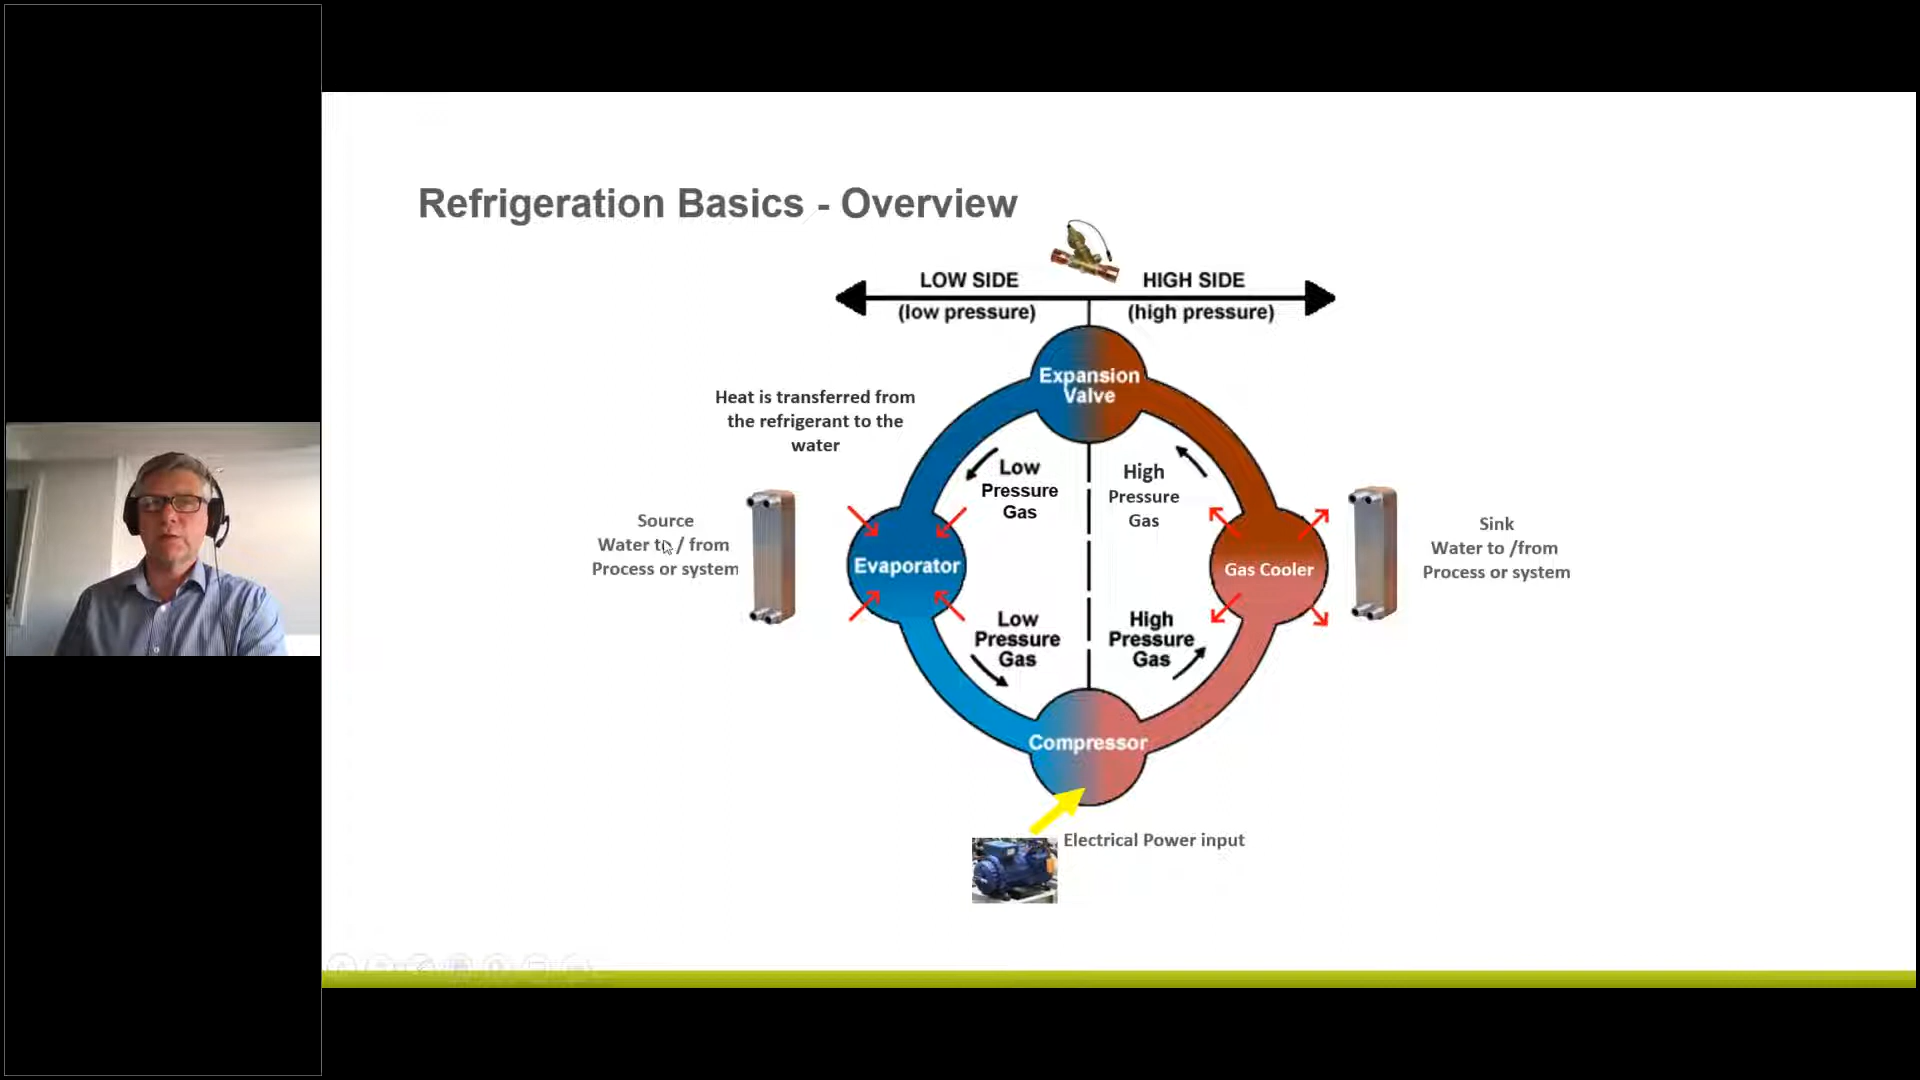 Refrigeration Basics - Overview
LOW SIDE
HIGH SIDE
(low pressure)
(high pressure)
Expansion
Valve
Heat is transferred from
the refrigerant to the
water
Low
Pressure
Gas
High
Pressure
Gas
Source
Water to / from
Process or system
Evaporator
Gas Cooler
Sink
Water to /from
Process or system
Low
Pressure
Gas
High
Pressure
Gas
Compressor
Electrical Power input